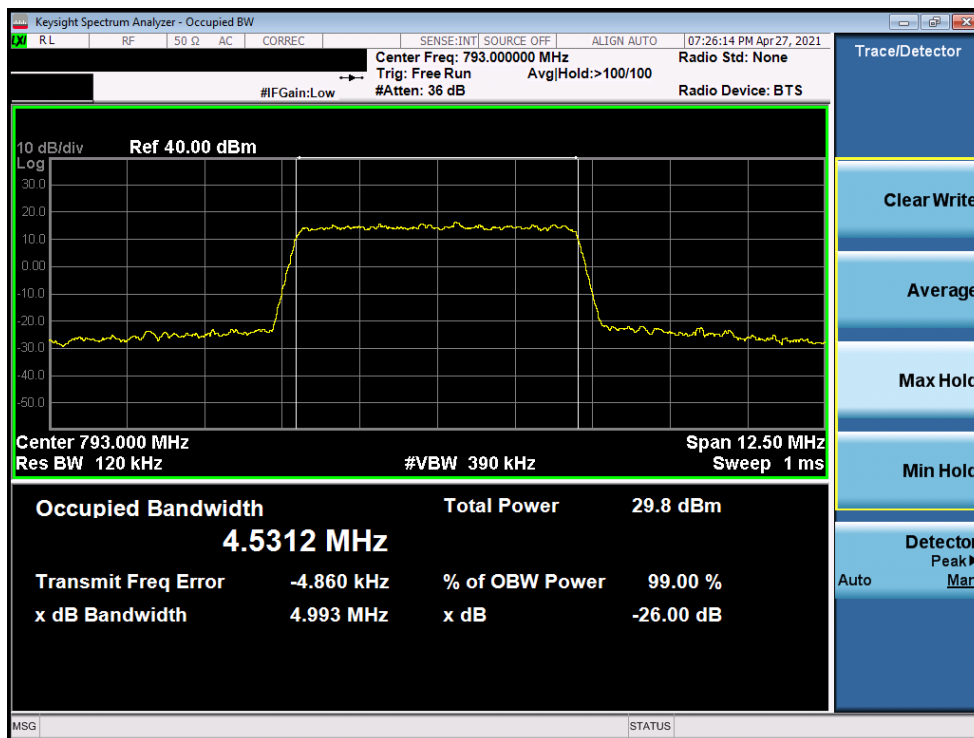 Keysight Spectrum Analyzer - Occupied BW
LXI RL RF 50 Ω AC CORREC SENSE:INT SOURCE OFF ALIGN AUTO 07:26:14 PM Apr 27, 2021
Center Freq: 793.000000 MHz Radio Std: None
Trig: Free Run Avg|Hold:>100/100
#IFGain:Low #Atten: 36 dB Radio Device: BTS
Trace/Detector
10 dB/div Ref 40.00 dBm
Log
30.0
20.0
10.0
0.00
-10.0
-20.0
-30.0
-40.0
-50.0
Center 793.000 MHz Span 12.50 MHz
Res BW 120 kHz #VBW 390 kHz Sweep 1 ms
Occupied Bandwidth Total Power 29.8 dBm
4.5312 MHz
Transmit Freq Error -4.860 kHz % of OBW Power 99.00 %
x dB Bandwidth 4.993 MHz x dB -26.00 dB
Clear Write
Average
Max Hold
Min Hold
Detector
Peak
Auto Man
MSG STATUS